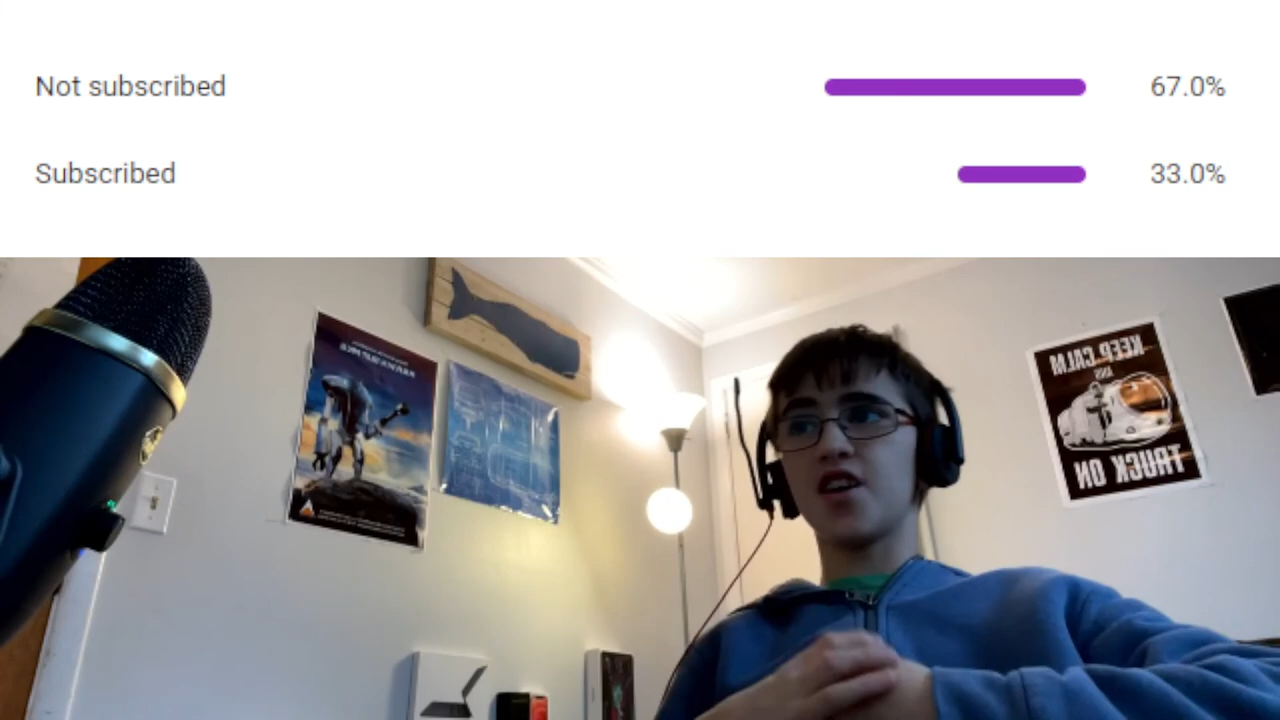 Not subscribed 67.0%
Subscribed 33.0%
KEEP CALM
AND
TRUCK ON